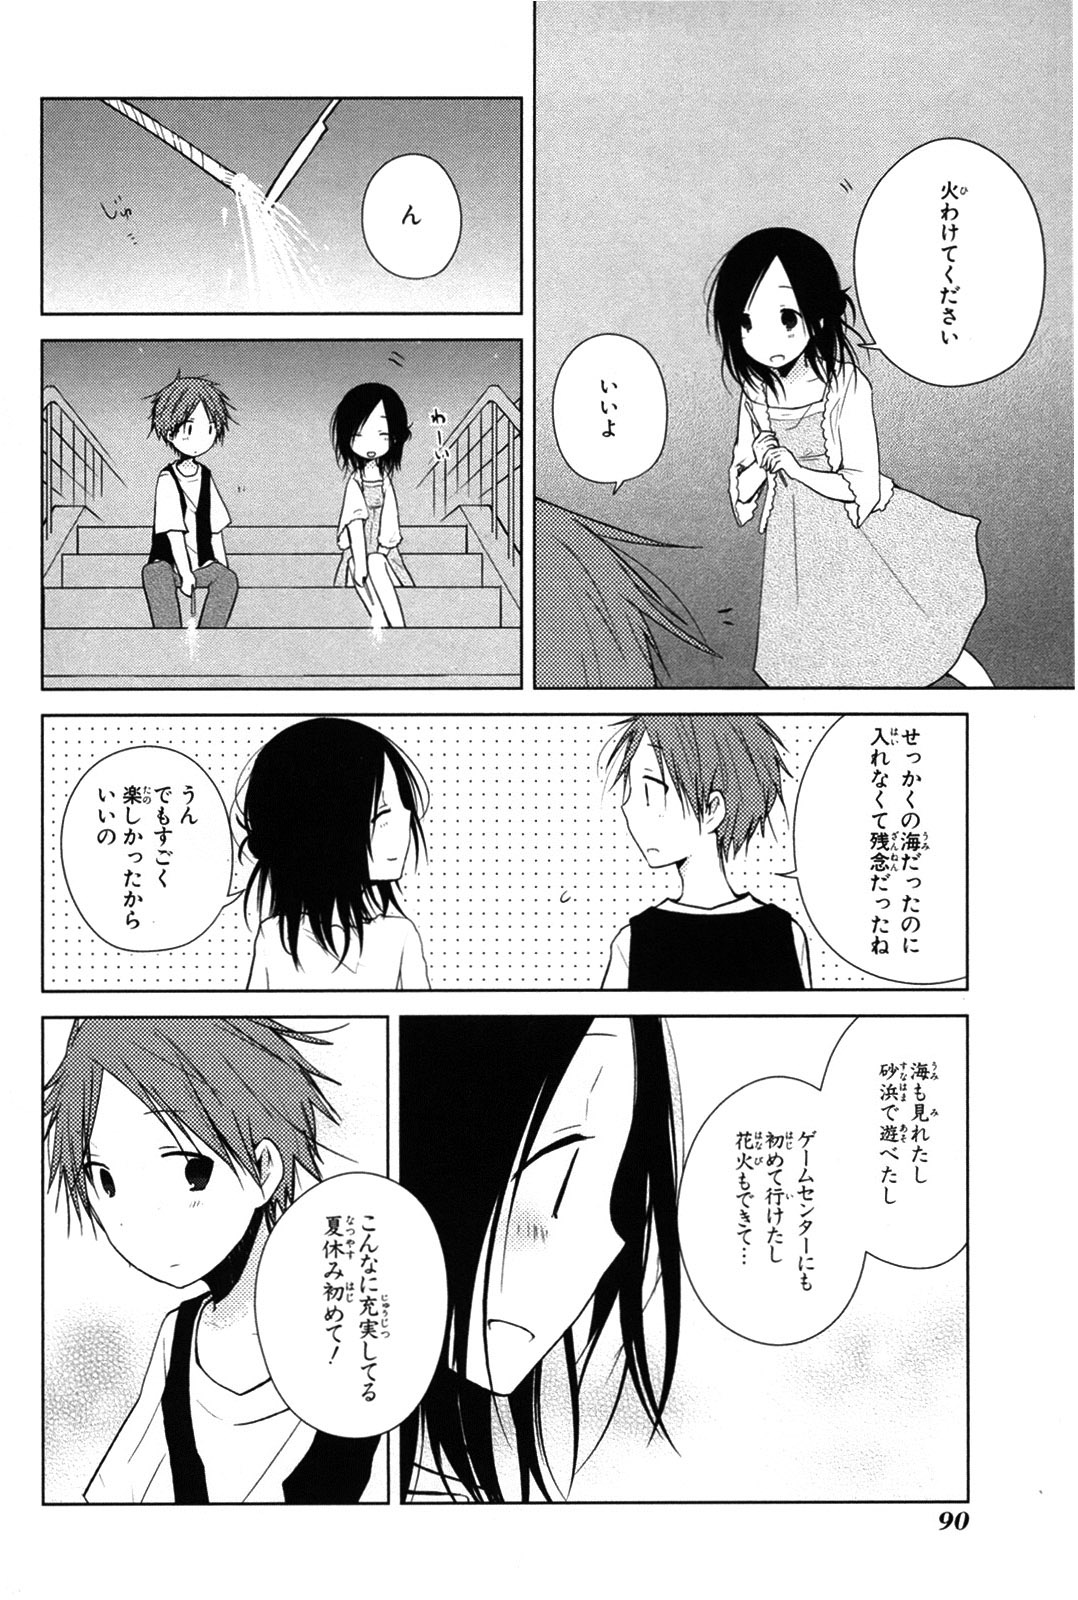 火わけてください
いいよ
ん
じゅ
わーい
せっかくの海だったのに
入れなくて残念だったね
うん
でもすごく
楽しかったから
いいの
海も見れたし
砂浜で遊べたし
ゲームセンターにも
初めて行けたし
花火もできて…
こんなに充実してる
夏休み初めて！
90